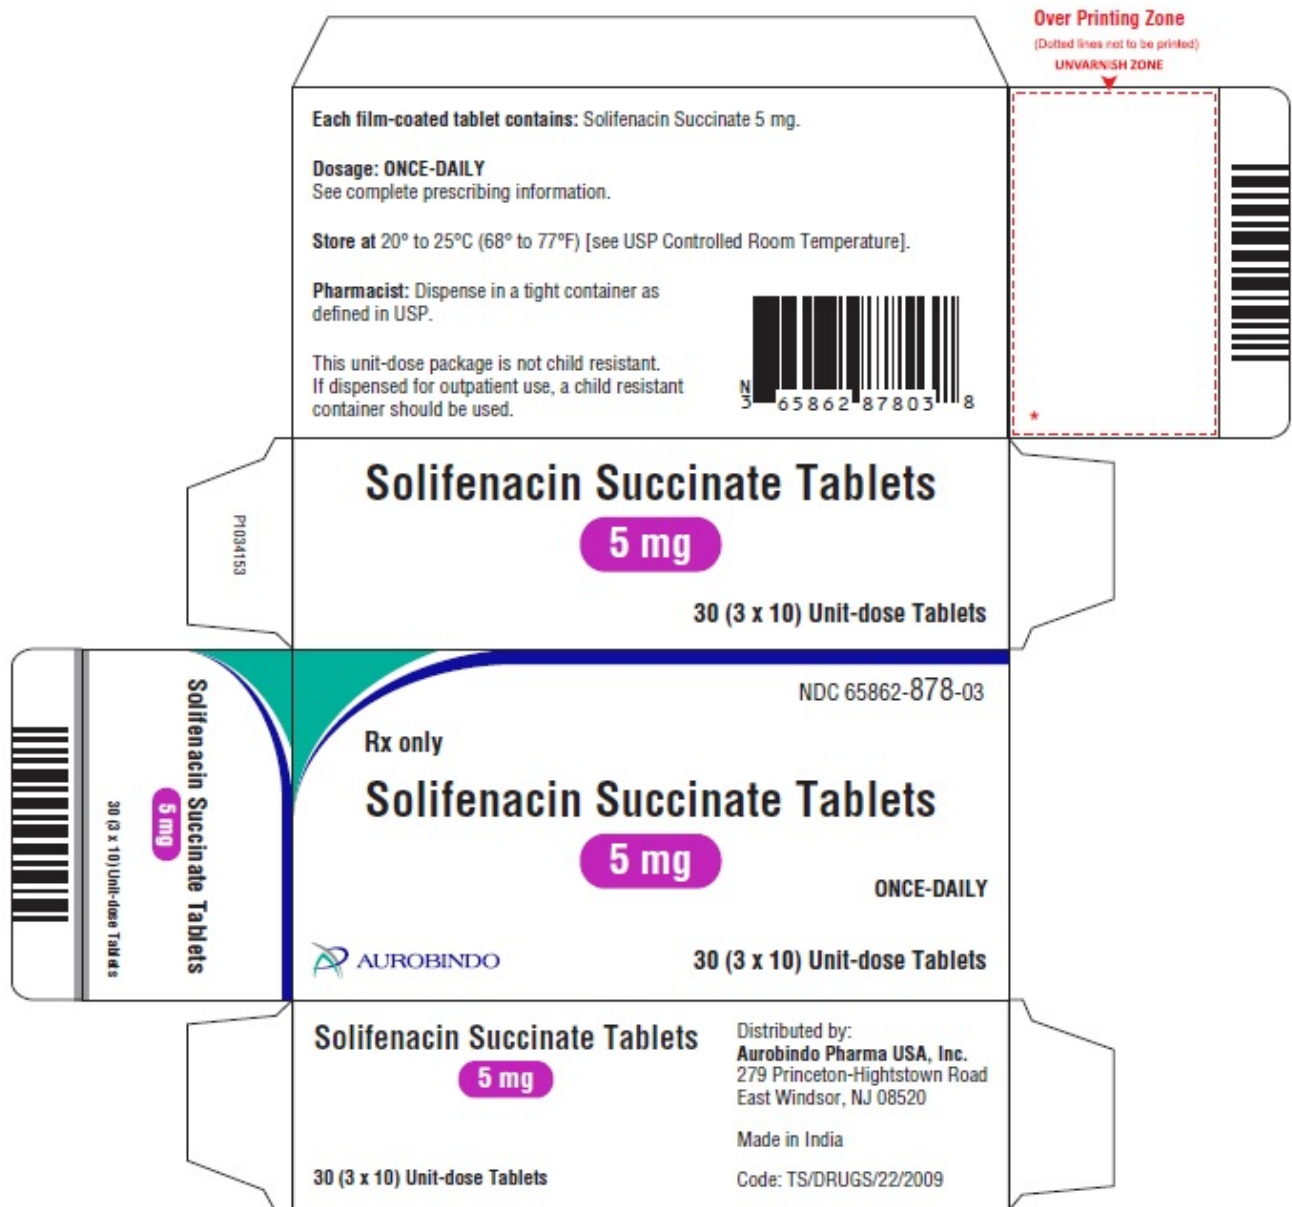 Over Printing Zone
(Dotted lines not to be printed)
UNVARNISH ZONE
Each film-coated tablet contains: Solifenacin Succinate 5 mg.
Dosage: ONCE-DAILY
See complete prescribing information.
Store at 20° to 25°C (68° to 77°F) [see USP Controlled Room Temperature].
Pharmacist: Dispense in a tight container as
defined in USP.
This unit-dose package is not child resistant.
If dispensed for outpatient use, a child resistant
container should be used.
N
3 65862 87803 8
*
Solifenacin Succinate Tablets
5 mg
30 (3 x 10) Unit-dose Tablets
P1034153
NDC 65862-878-03
Rx only
Solifenacin Succinate Tablets
5 mg
ONCE-DAILY
AUROBINDO
30 (3 x 10) Unit-dose Tablets
Solifenacin Succinate Tablets
5 mg
30 (3 x 10) Unit-dose Tablets
Solifenacin Succinate Tablets
5 mg
30 (3 x 10) Unit-dose Tablets
Distributed by:
Aurobindo Pharma USA, Inc.
279 Princeton-Hightstown Road
East Windsor, NJ 08520
Made in India
Code: TS/DRUGS/22/2009